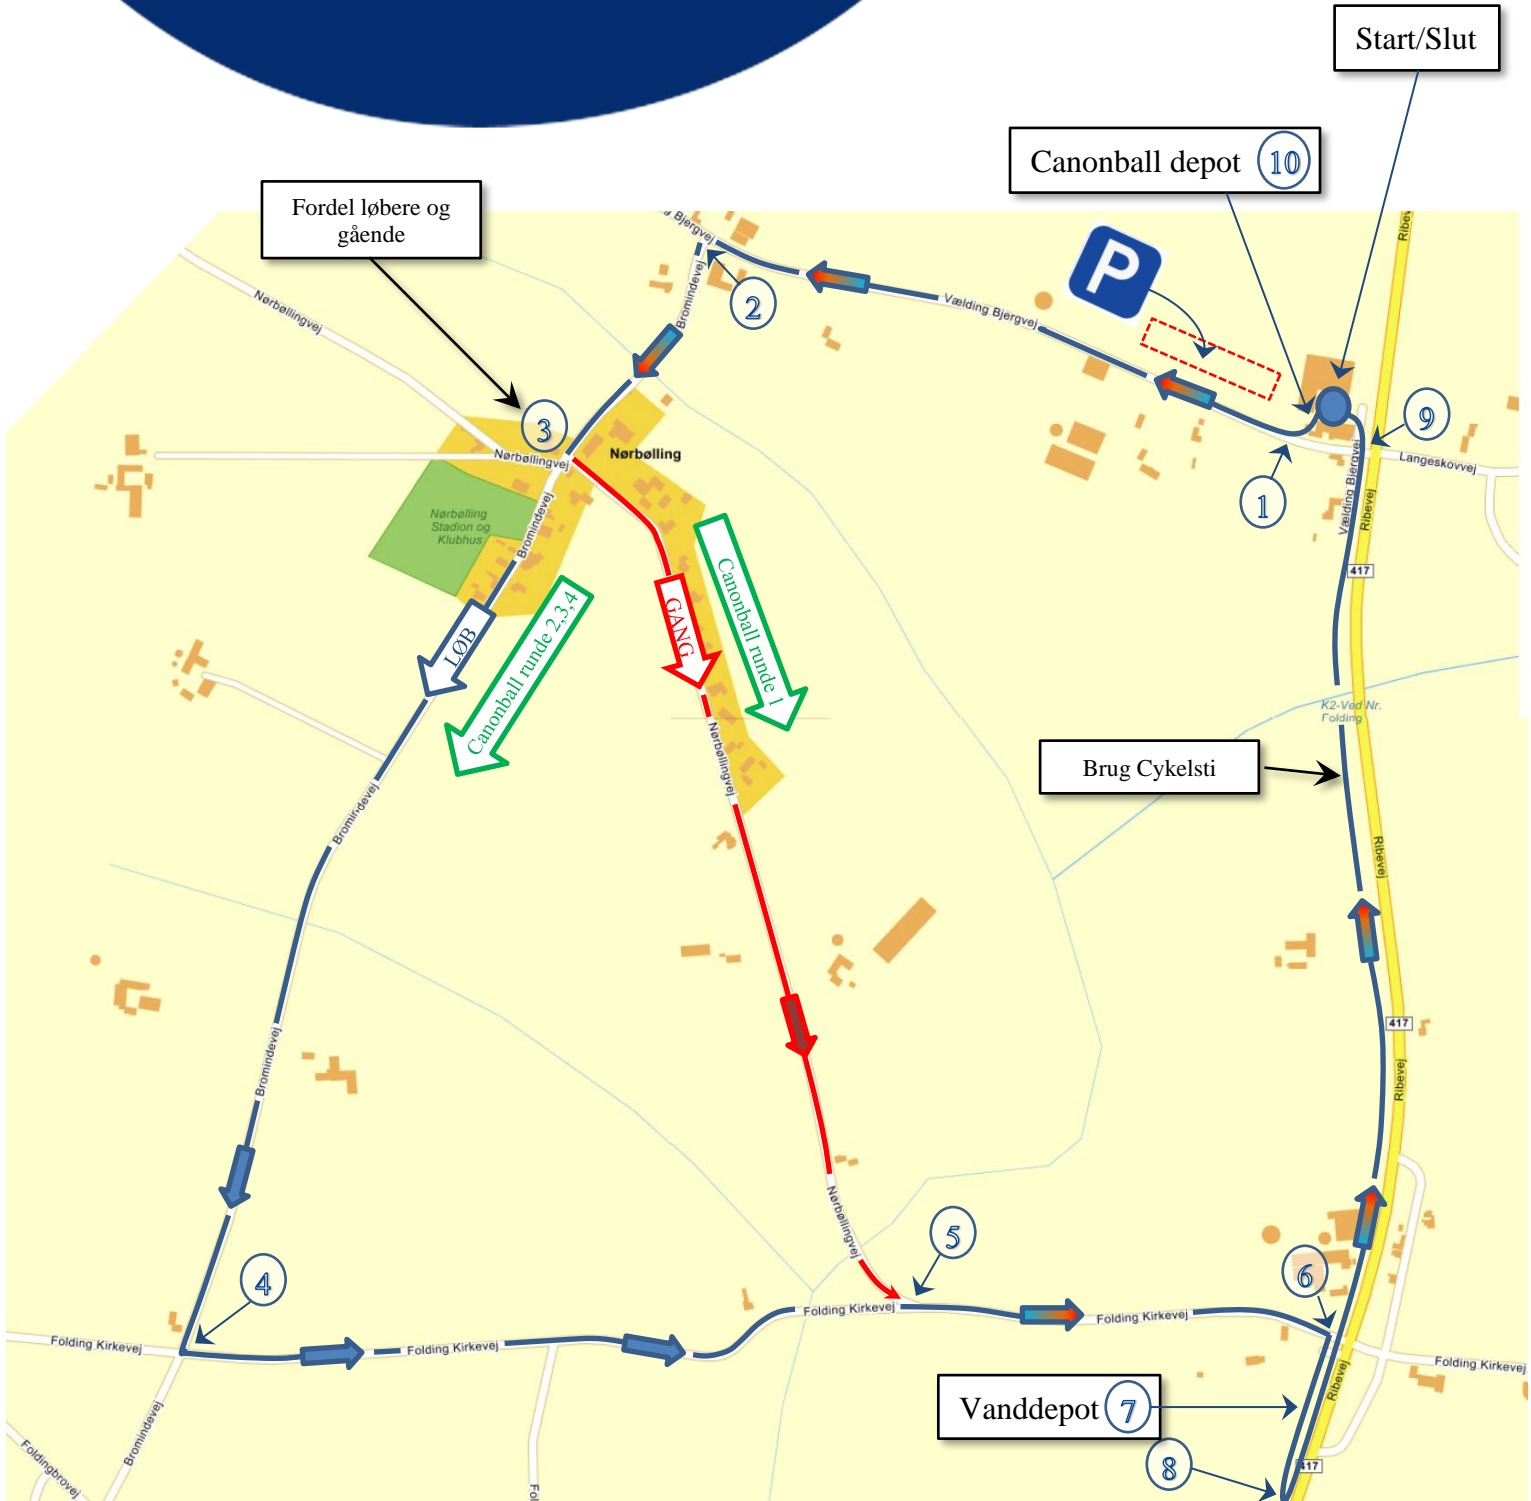 Start/Slut
Canonball depot 10
Fordel løbere og
gående
g Bjergvej
Ribev
Bromindevej
2
Vælding Bjergvej
Nørbøllingvej
3
9
Nørbølling
Nørbøllingvej
Langeskovvej
Vælding Bjergvej
Ribevej
1
Nørbølling
Stadion og
Klubhus
Bromindevej
417
Canonball runde 2,3,4
LØB
GANG
Canonball runde 1
K2-Ved Nr.
Folding
Nørbøllingvej
Brug Cykelsti
Bromindevej
Ribevej
417
Bromindevej
Ribevej
Nørbøllingvej
5
4
6
Folding Kirkevej
Folding Kirkevej
Folding Kirkevej
Folding Kirkevej
Folding Kirkevej
Ribevej
Vanddepot 7
Bromindevej
Foldingbrovej
8
417
Fol
P